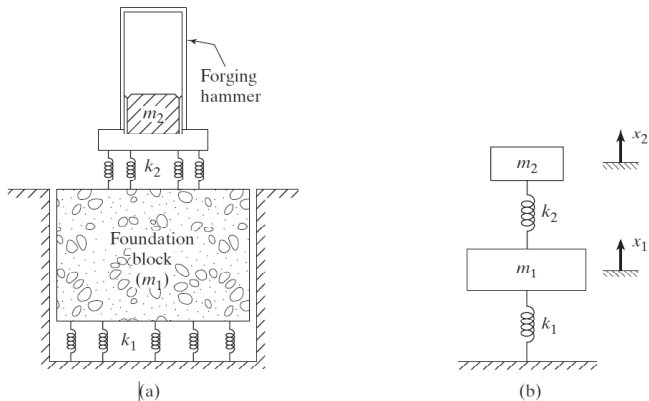 Forging
hammer
m₂
k₂
Foundation
block
(m₁)
k₁
(a)
x₂
m₂
k₂
x₁
m₁
k₁
(b)